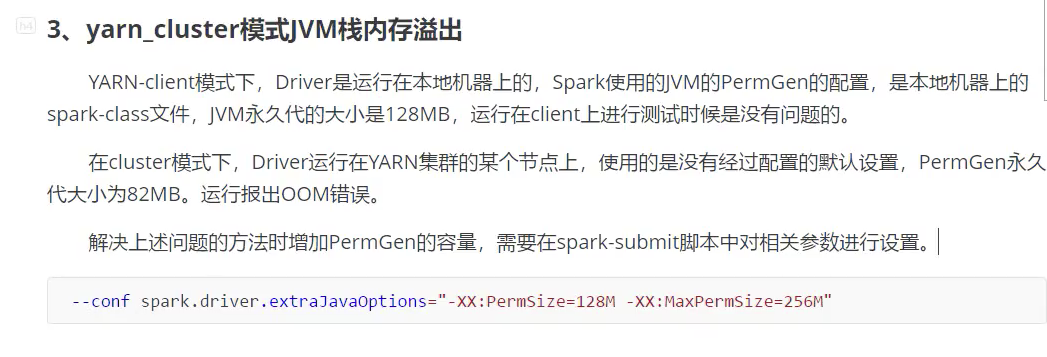 h4
3、yarn_cluster模式JVM栈内存溢出
YARN-client模式下，Driver是运行在本地机器上的，Spark使用的JVM的PermGen的配置，是本地机器上的
spark-class文件，JVM永久代的大小是128MB，运行在client上进行测试时候是没有问题的。
在cluster模式下，Driver运行在YARN集群的某个节点上，使用的是没有经过配置的默认设置，PermGen永久
代大小为82MB。运行报出OOM错误。
解决上述问题的方法时增加PermGen的容量，需要在spark-submit脚本中对相关参数进行设置。
--conf spark.driver.extraJavaOptions="-XX:PermSize=128M -XX:MaxPermSize=256M"